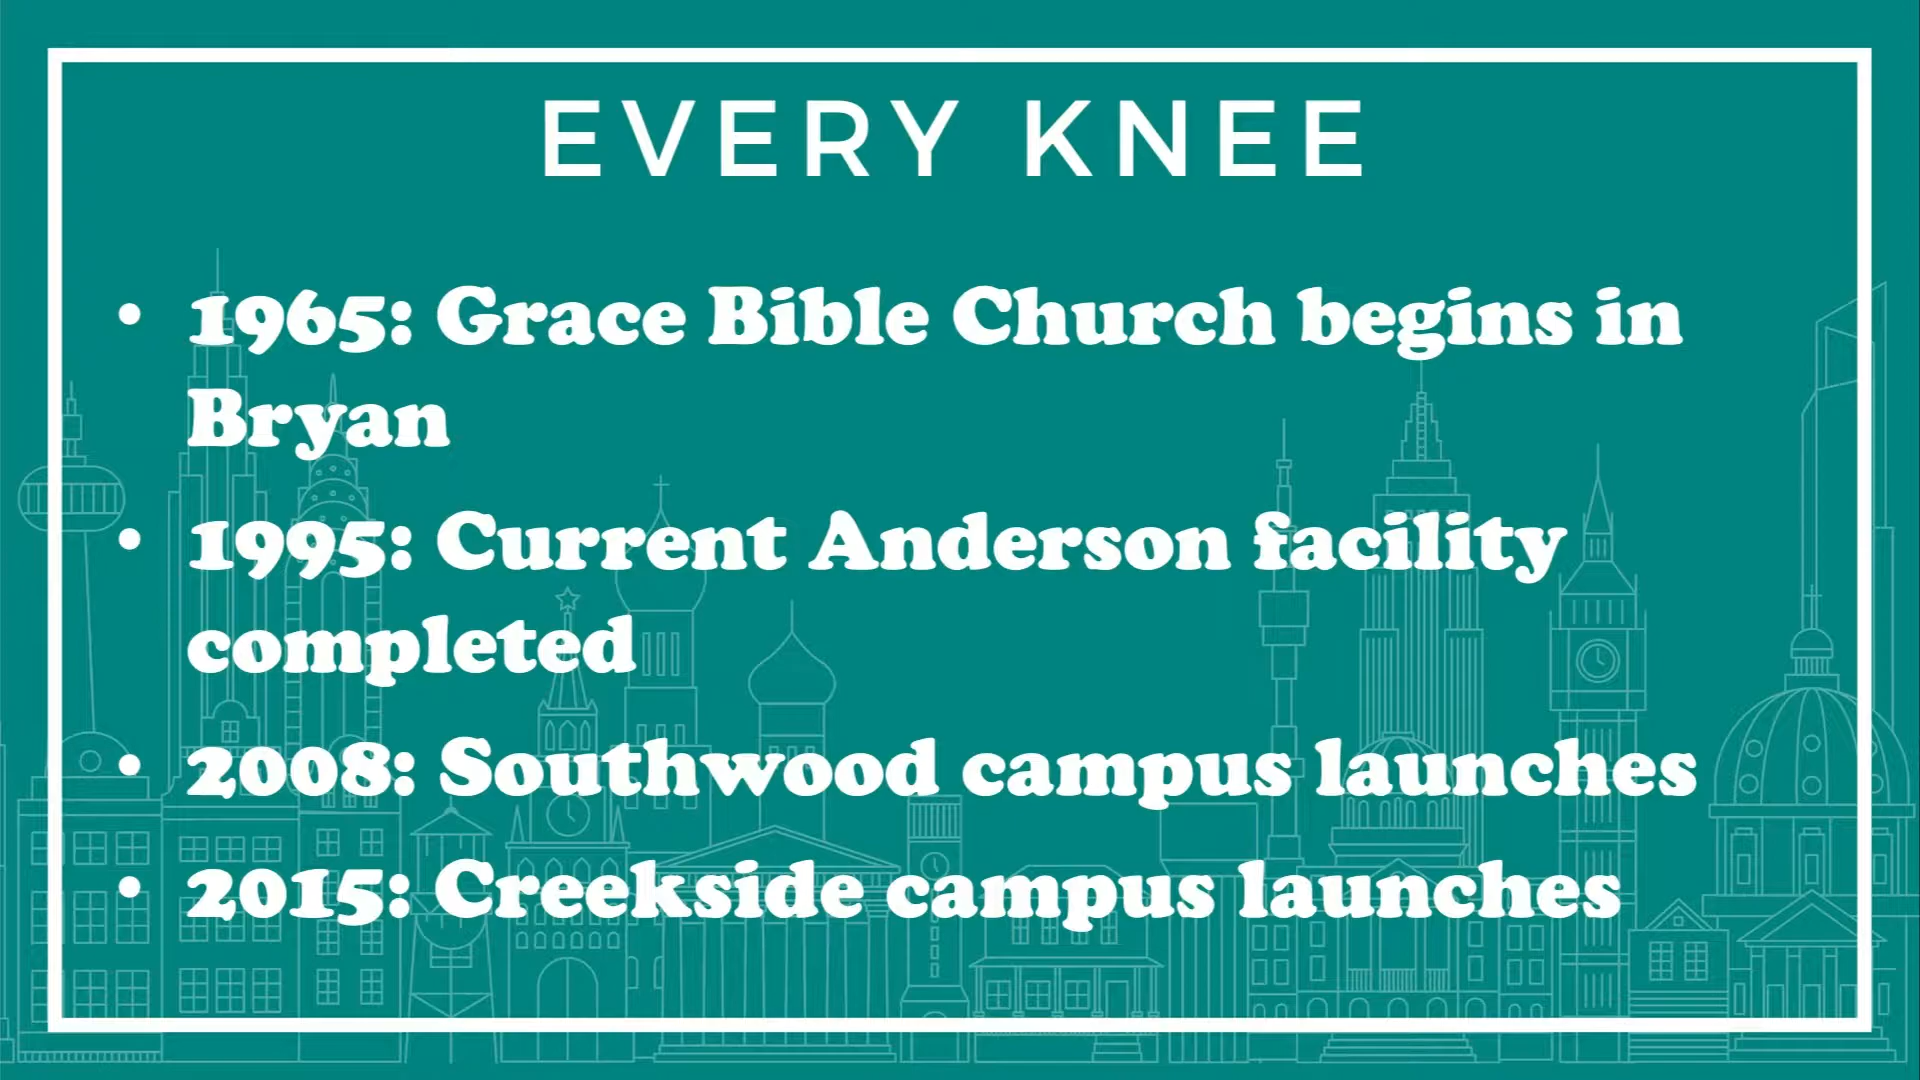 EVERY KNEE
• 1965: Grace Bible Church begins in
Bryan
• 1995: Current Anderson facility
completed
• 2008: Southwood campus launches
• 2015: Creekside campus launches